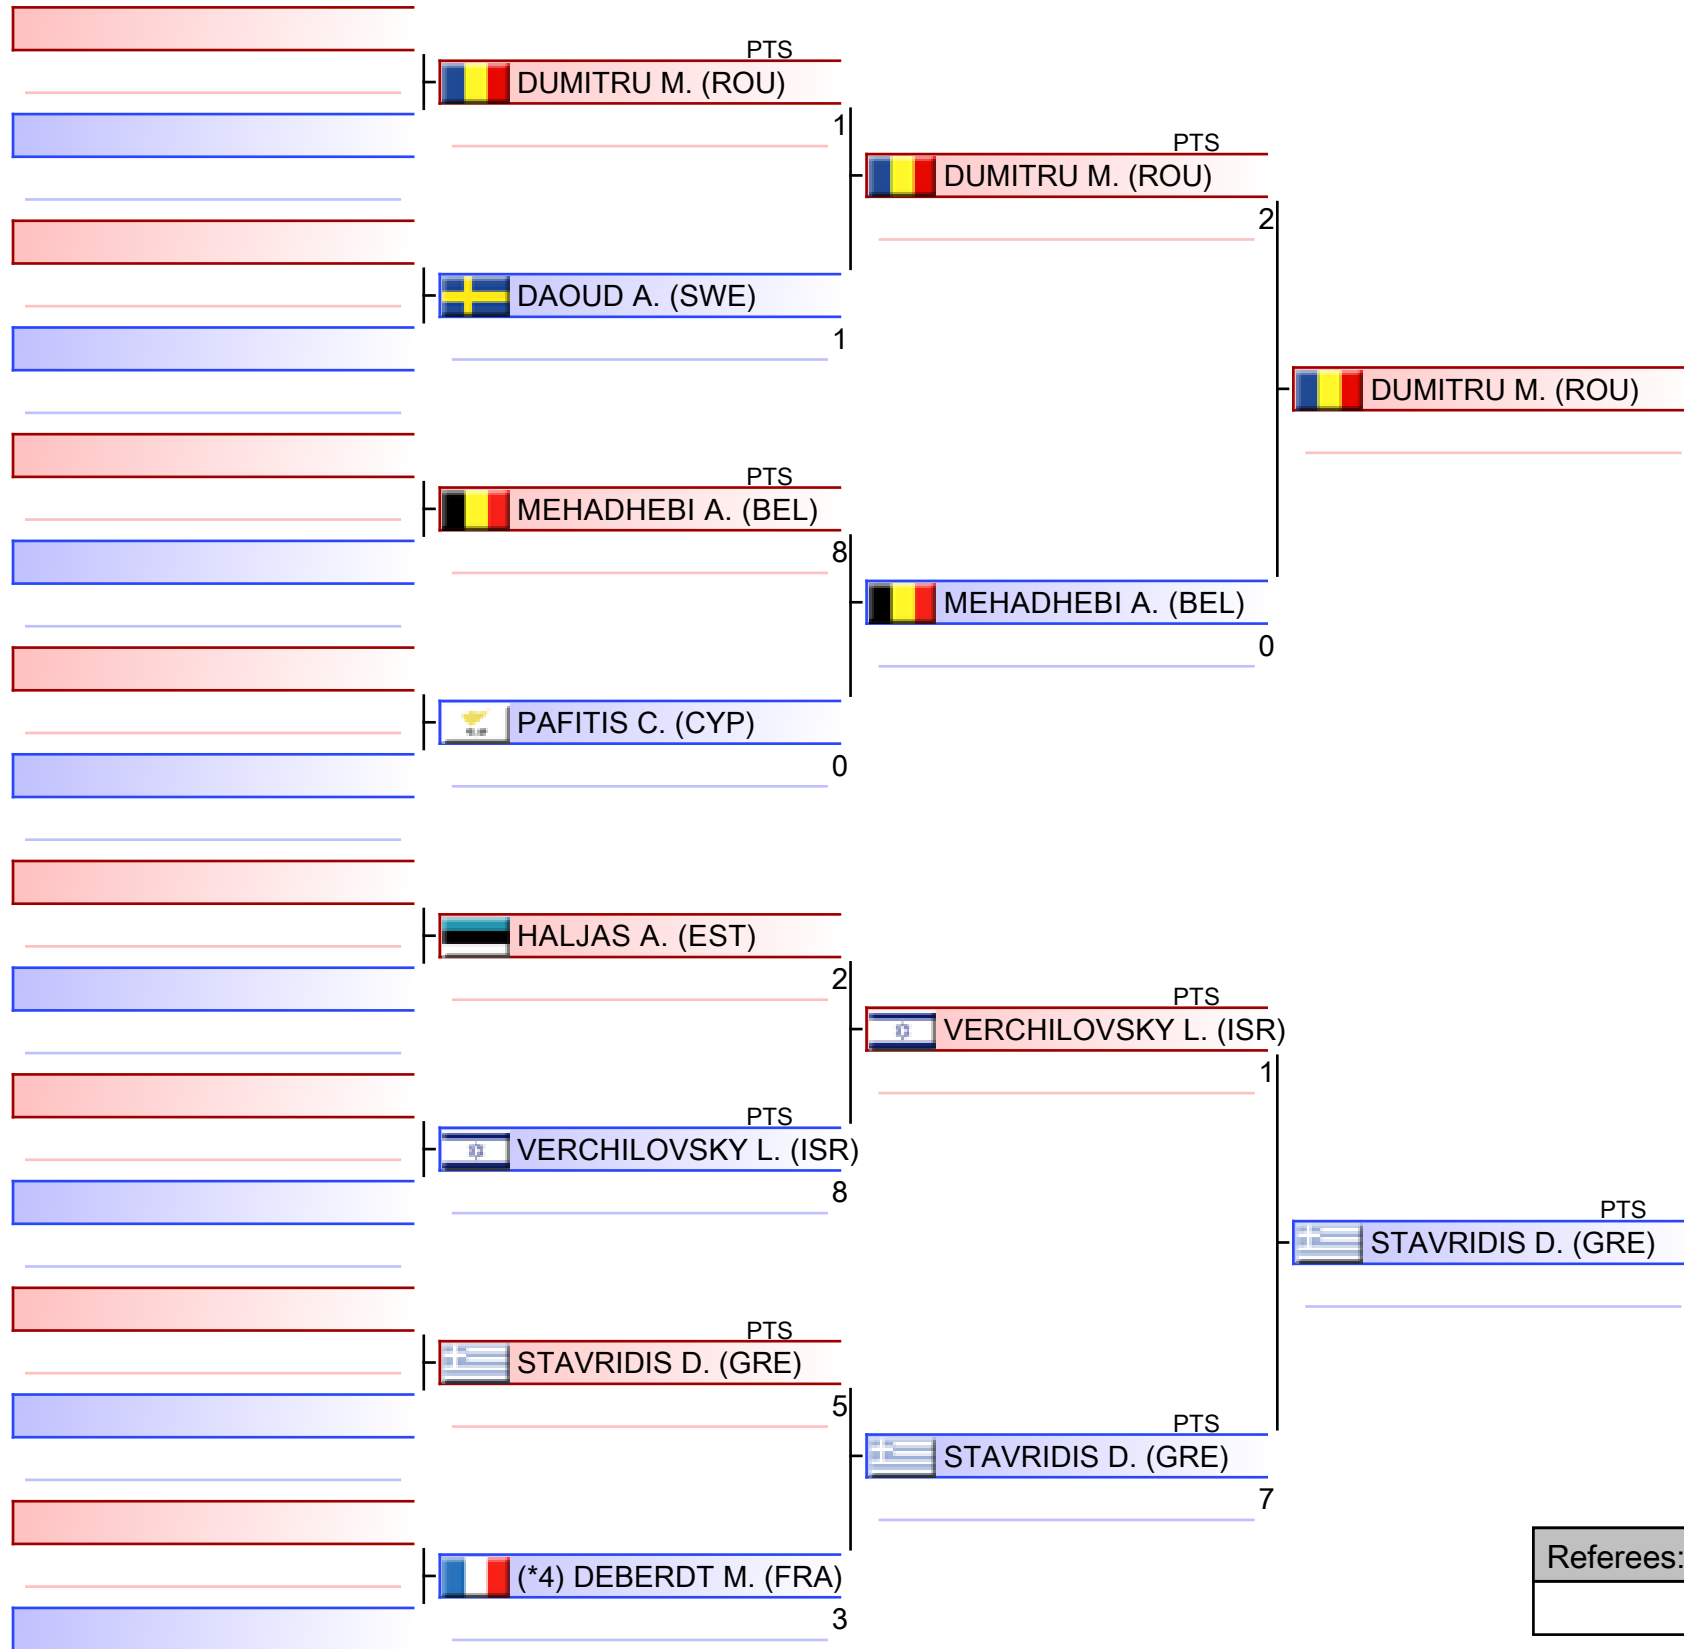 PTS
DUMITRU M. (ROU)
1
DAOUD A. (SWE)
1
PTS
MEHADHEBI A. (BEL)
8
PAFITIS C. (CYP)
0
HALJAS A. (EST)
2
PTS
VERCHILOVSKY L. (ISR)
8
PTS
STAVRIDIS D. (GRE)
5
(*4) DEBERDT M. (FRA)
3
PTS
DUMITRU M. (ROU)
2
MEHADHEBI A. (BEL)
0
PTS
VERCHILOVSKY L. (ISR)
1
PTS
STAVRIDIS D. (GRE)
7
DUMITRU M. (ROU)
PTS
STAVRIDIS D. (GRE)
Referees: